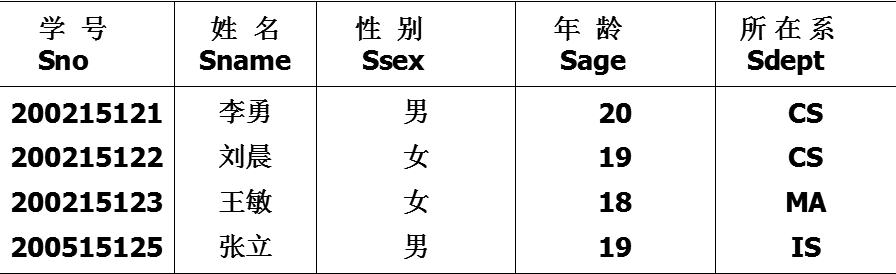 学号 姓名 性别 年龄 所在系
Sno Sname Ssex Sage Sdept
200215121 李勇 男 20 CS
200215122 刘晨 女 19 CS
200215123 王敏 女 18 MA
200515125 张立 男 19 IS